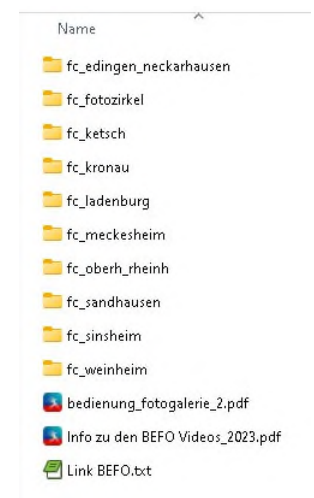 Name
fc_edingen_neckarhausen
fc_fotozirkel
fc_ketsch
fc_kronau
fc_ladenburg
fc_meckesheim
fc_oberh_rheinh
fc_sandhausen
fc_sinsheim
fc_weinheim
bedienung_fotogalerie_2.pdf
Info zu den BEFO Videos_2023.pdf
Link BEFO.txt